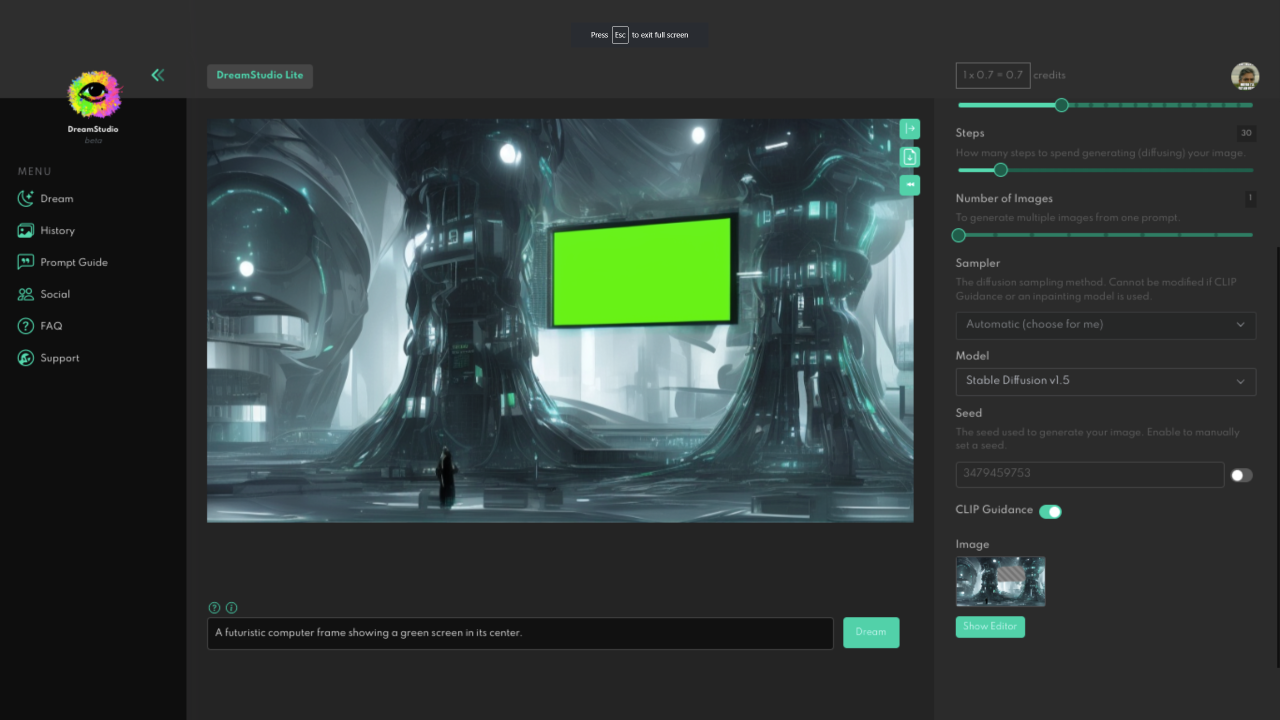 Press Esc to exit full screen
DreamStudio Lite
1 x 0.7 = 0.7 credits
DreamStudio
beta
MENU
Dream
History
Prompt Guide
Social
FAQ
Support
Steps
30
How many steps to spend generating (diffusing) your image.
Number of Images
1
To generate multiple images from one prompt.
Sampler
The diffusion sampling method. Cannot be modified if CLIP
Guidance or an inpainting model is used.
Automatic (choose for me)
Model
Stable Diffusion v1.5
Seed
The seed used to generate your image. Enable to manually
set a seed.
3479459753
CLIP Guidance
Image
Show Editor
A futuristic computer frame showing a green screen in its center.
Dream